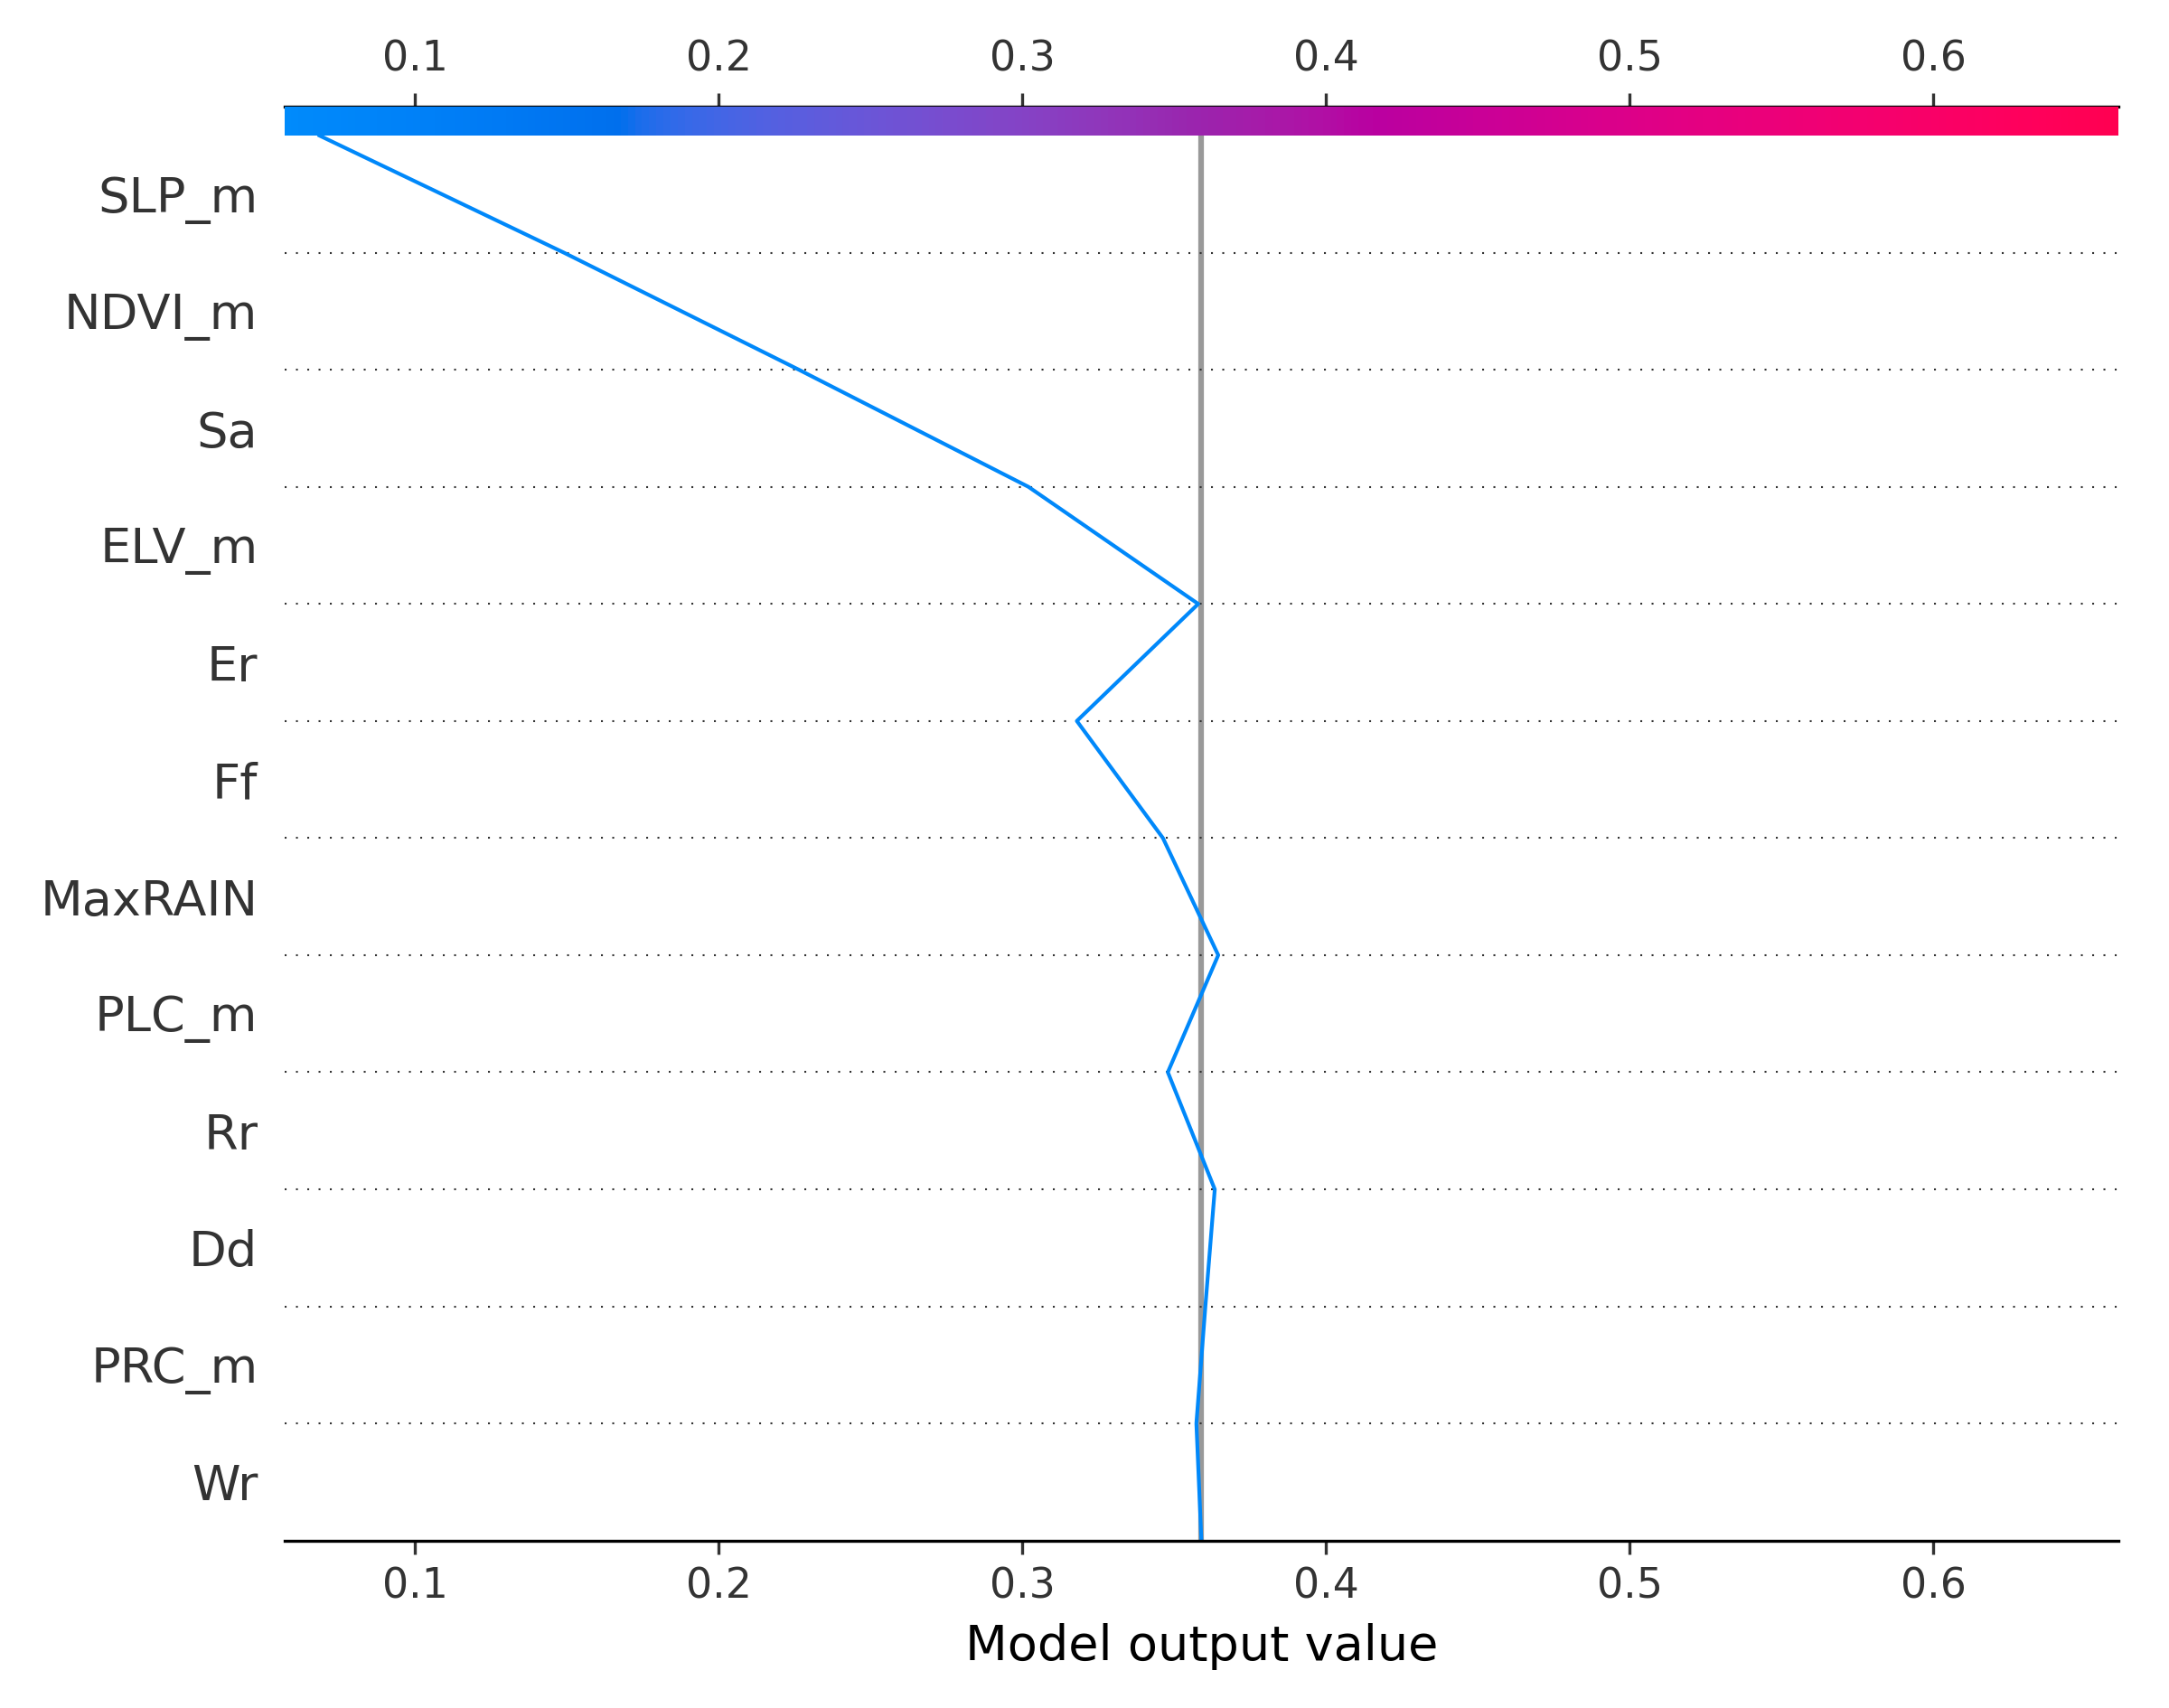 0.1 0.2 0.3 0.4 0.5 0.6
SLP_m
NDVI_m
Sa
ELV_m
Er
Ff
MaxRAIN
PLC_m
Rr
Dd
PRC_m
Wr
0.1 0.2 0.3 0.4 0.5 0.6
Model output value